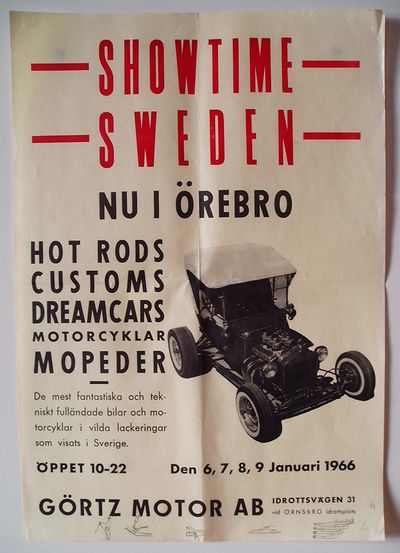 SHOWTIME
SWEDEN
NU I ÖREBRO
HOT RODS
CUSTOMS
DREAMCARS
MOTORCYKLAR
MOPEDER
De mest fantastiska och tek-
niskt fulländade bilar och mo-
torcyklar i vilda lackeringar
som visats i Sverige.
ÖPPET 10-22
Den 6, 7, 8, 9 Januari 1966
GÖRTZ MOTOR AB
IDROTTSVÄGEN 31
vid ÖRNSBRO idrottsplats